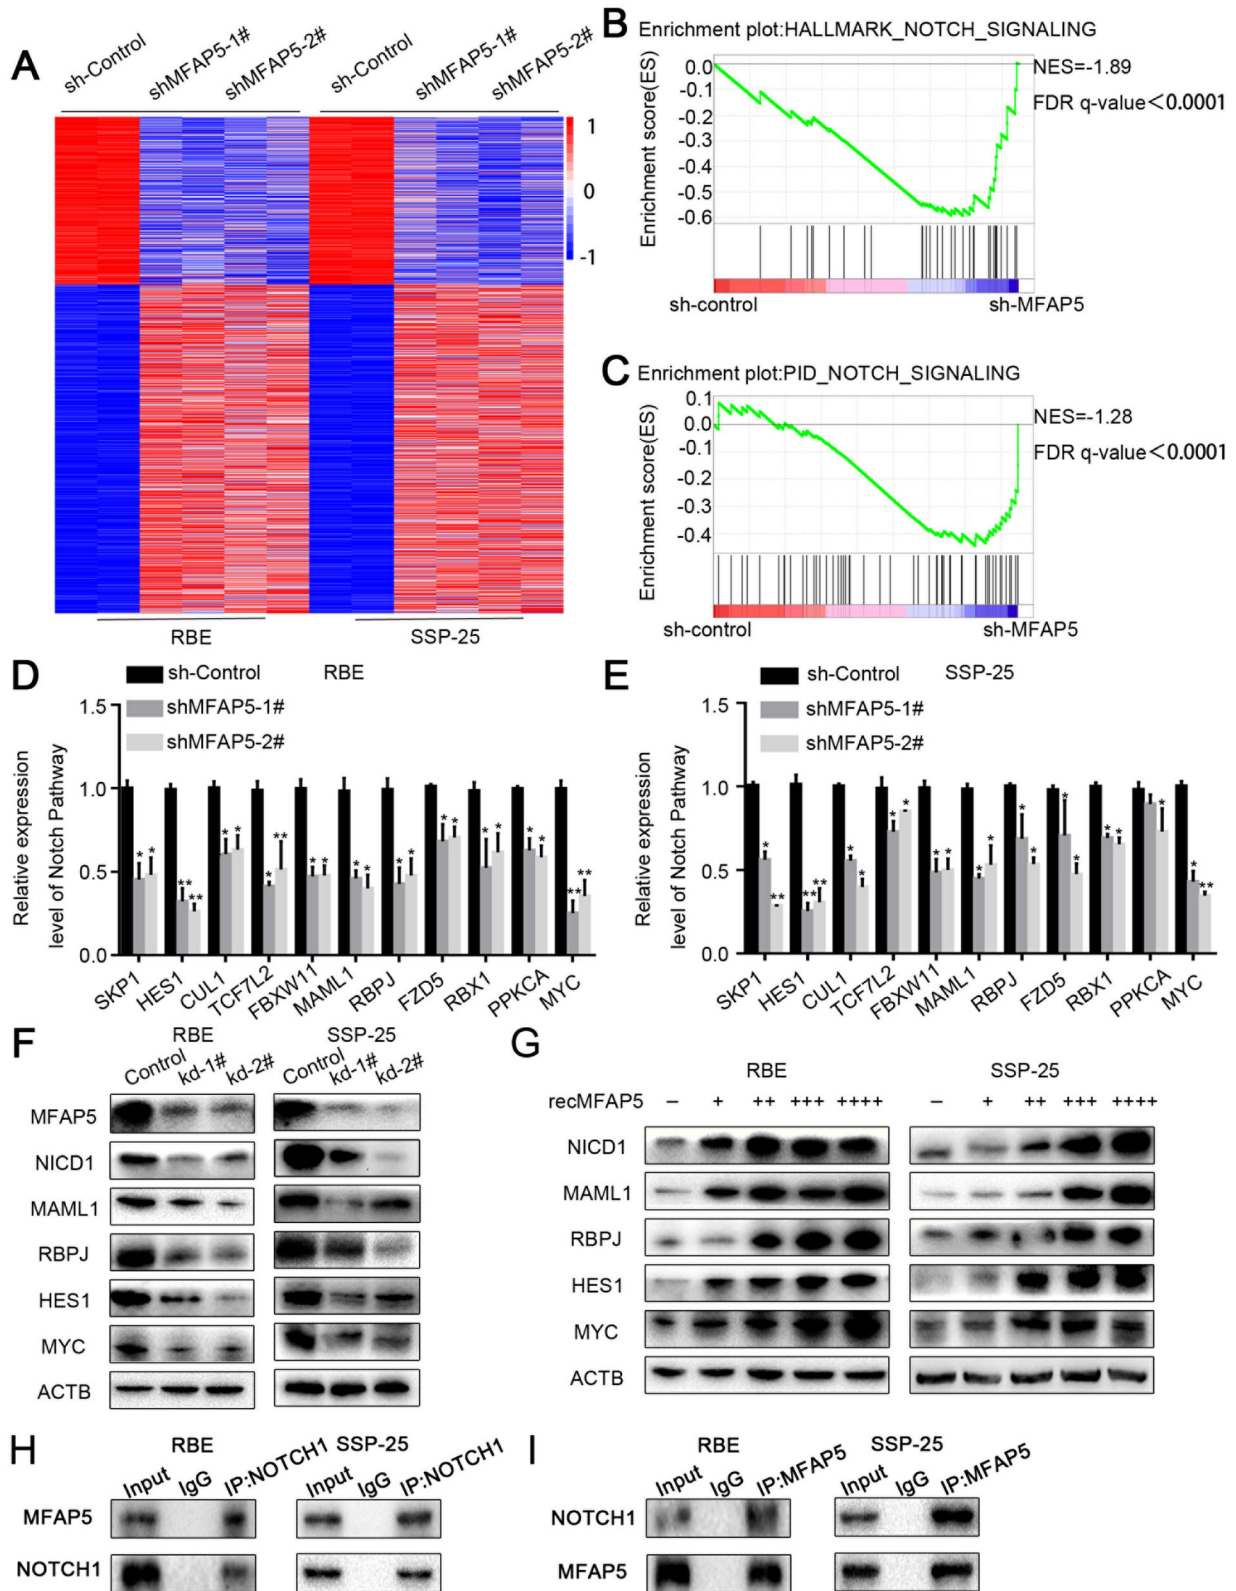 A
sh-Control
shMFAP5-1#
shMFAP5-2#
sh-Control
shMFAP5-1#
shMFAP5-2#
1
0
-1
RBE
SSP-25
B
Enrichment plot:HALLMARK_NOTCH_SIGNALING
Enrichment score(ES)
0.0
-0.1
-0.2
-0.3
-0.4
-0.5
-0.6
NES=-1.89
FDR q-value<0.0001
sh-control
sh-MFAP5
C
Enrichment plot:PID_NOTCH_SIGNALING
Enrichment score(ES)
0.1
0.0
-0.1
-0.2
-0.3
-0.4
NES=-1.28
FDR q-value<0.0001
sh-control
sh-MFAP5
D
sh-Control
shMFAP5-1#
shMFAP5-2#
RBE
Relative expression
level of Notch Pathway
1.5
1.0
0.5
0.0
* * ** ** * * * ** * * * * * * * * * * * * ** **
SKP1
HES1
CUL1
TCF7L2
FBXW11
MAML1
RBPJ
FZD5
RBX1
PPKCA
MYC
E
sh-Control
shMFAP5-1#
shMFAP5-2#
SSP-25
Relative expression
level of Notch Pathway
1.5
1.0
0.5
0.0
* ** ** ** * * * * * * * * * * * * * * * * **
SKP1
HES1
CUL1
TCF7L2
FBXW11
MAML1
RBPJ
FZD5
RBX1
PPKCA
MYC
F
RBE
SSP-25
Control
kd-1#
kd-2#
Control
kd-1#
kd-2#
MFAP5
NICD1
MAML1
RBPJ
HES1
MYC
ACTB
G
RBE
SSP-25
recMFAP5 – + ++ +++ ++++ – + ++ +++ ++++
NICD1
MAML1
RBPJ
HES1
MYC
ACTB
H
RBE
SSP-25
Input
IgG
IP:NOTCH1
Input
IgG
IP:NOTCH1
MFAP5
NOTCH1
I
RBE
SSP-25
Input
IgG
IP:MFAP5
Input
IgG
IP:MFAP5
NOTCH1
MFAP5